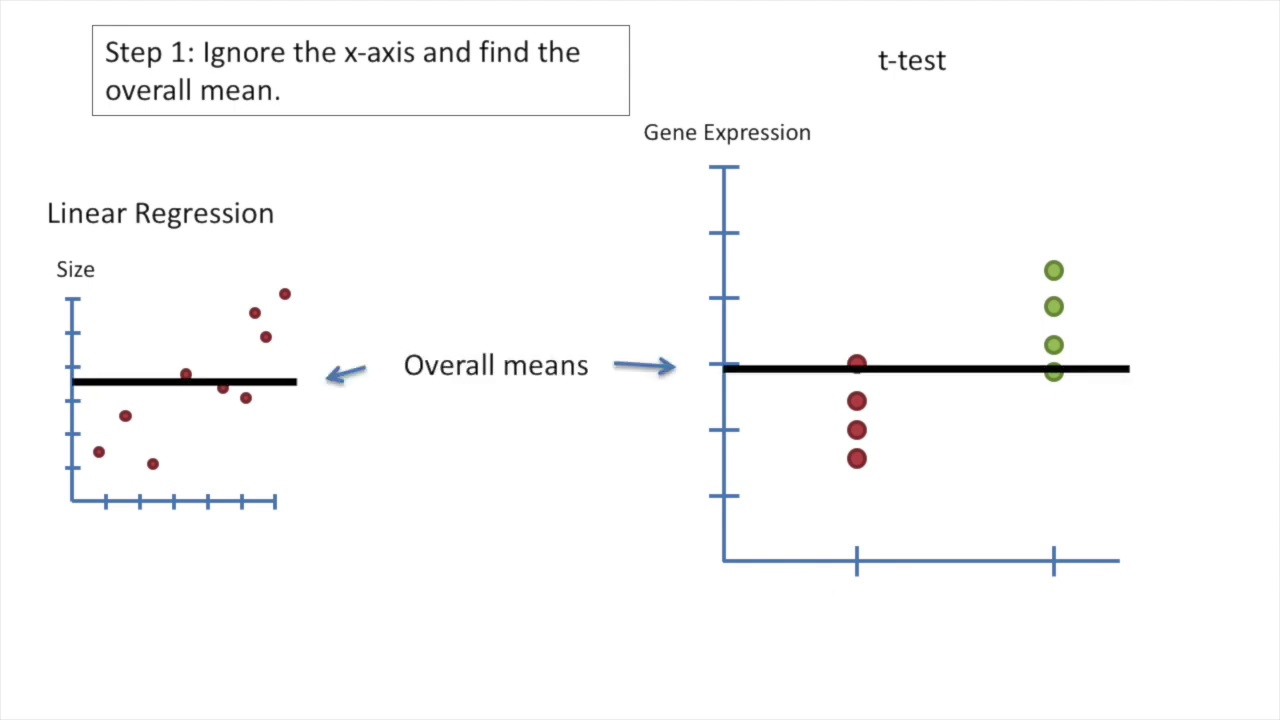 Step 1: Ignore the x-axis and find the
overall mean.
t-test
Gene Expression
Linear Regression
Size
Overall means